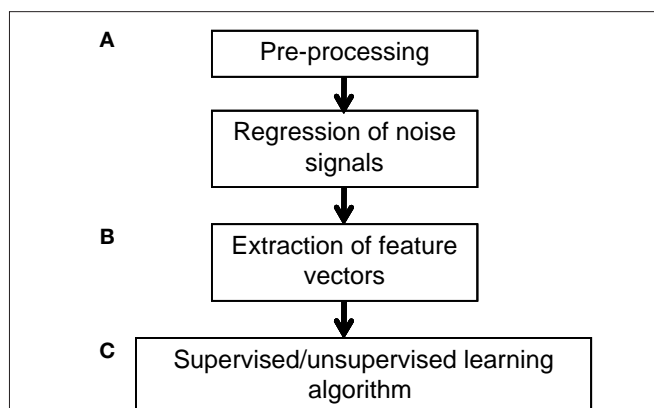 A
Pre-processing
Regression of noise
signals
B
Extraction of feature
vectors
C
Supervised/unsupervised learning
algorithm